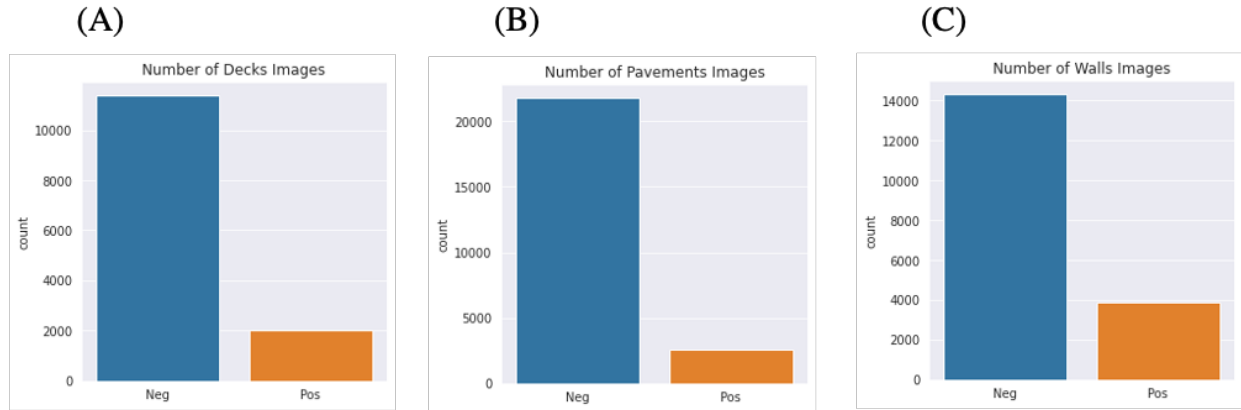 (A)
(B)
(C)
Number of Decks Images
count
10000
8000
6000
4000
2000
0
Neg
Pos
Number of Pavements Images
count
20000
15000
10000
5000
0
Neg
Pos
Number of Walls Images
count
14000
12000
10000
8000
6000
4000
2000
0
Neg
Pos